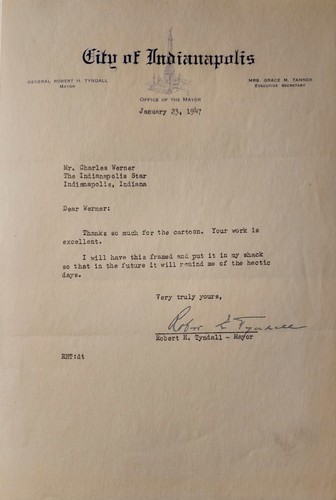 City of Indianapolis
GENERAL ROBERT H. TYNDALL
MAYOR
MRS. GRACE M. TANNER
EXECUTIVE SECRETARY
OFFICE OF THE MAYOR
January 23, 1947
Mr. Charles Werner
The Indianapolis Star
Indianapolis, Indiana
Dear Werner:
Thanks so much for the cartoon. Your work is
excellent.
I will have this framed and put it in my shack
so that in the future it will remind me of the hectic
days.
Very truly yours,
Robt H Tyndall
Robert H. Tyndall - Mayor
RHT:dt